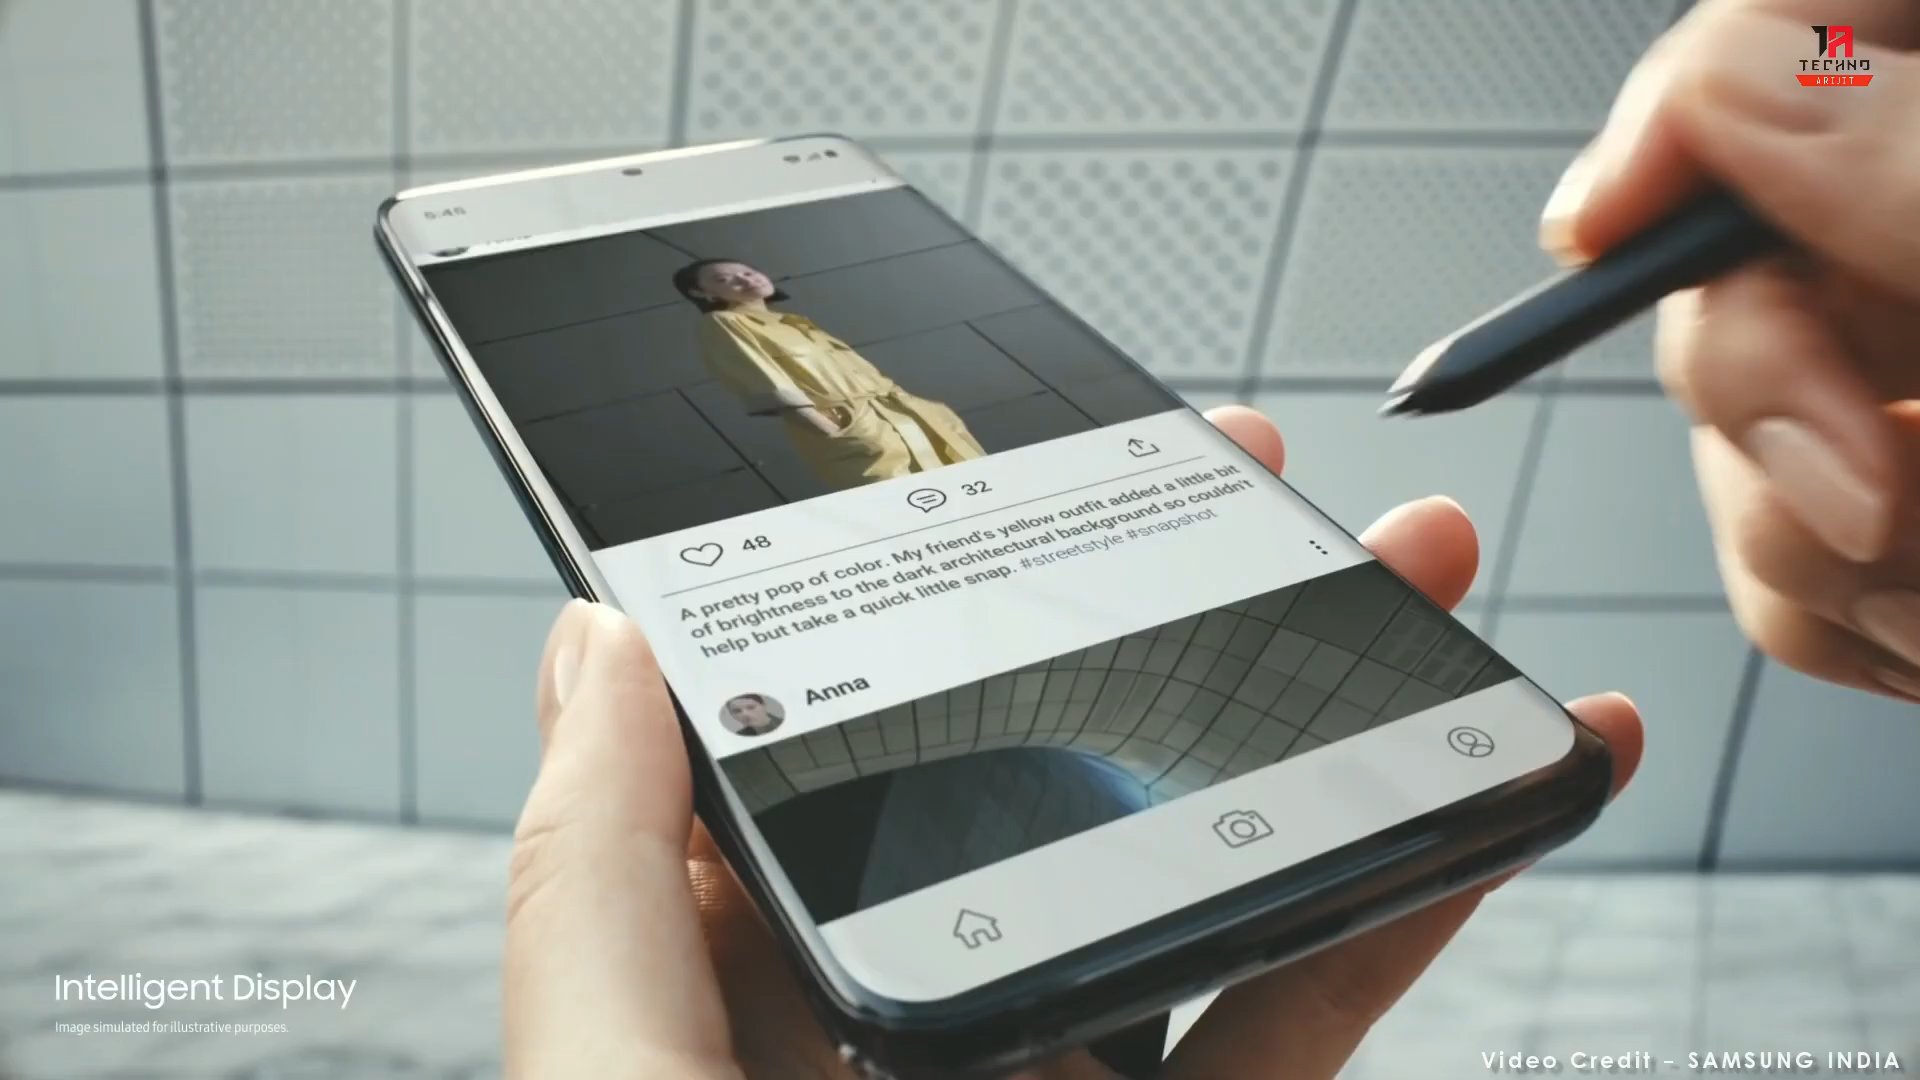 TECHNO
ARIJIT
5:45
48
32
A pretty pop of color. My friend's yellow outfit added a little bit
of brightness to the dark architectural background so couldn't
help but take a quick little snap. #streetstyle #snapshot
Anna
Intelligent Display
Image simulated for illustrative purposes.
Video Credit – SAMSUNG INDIA